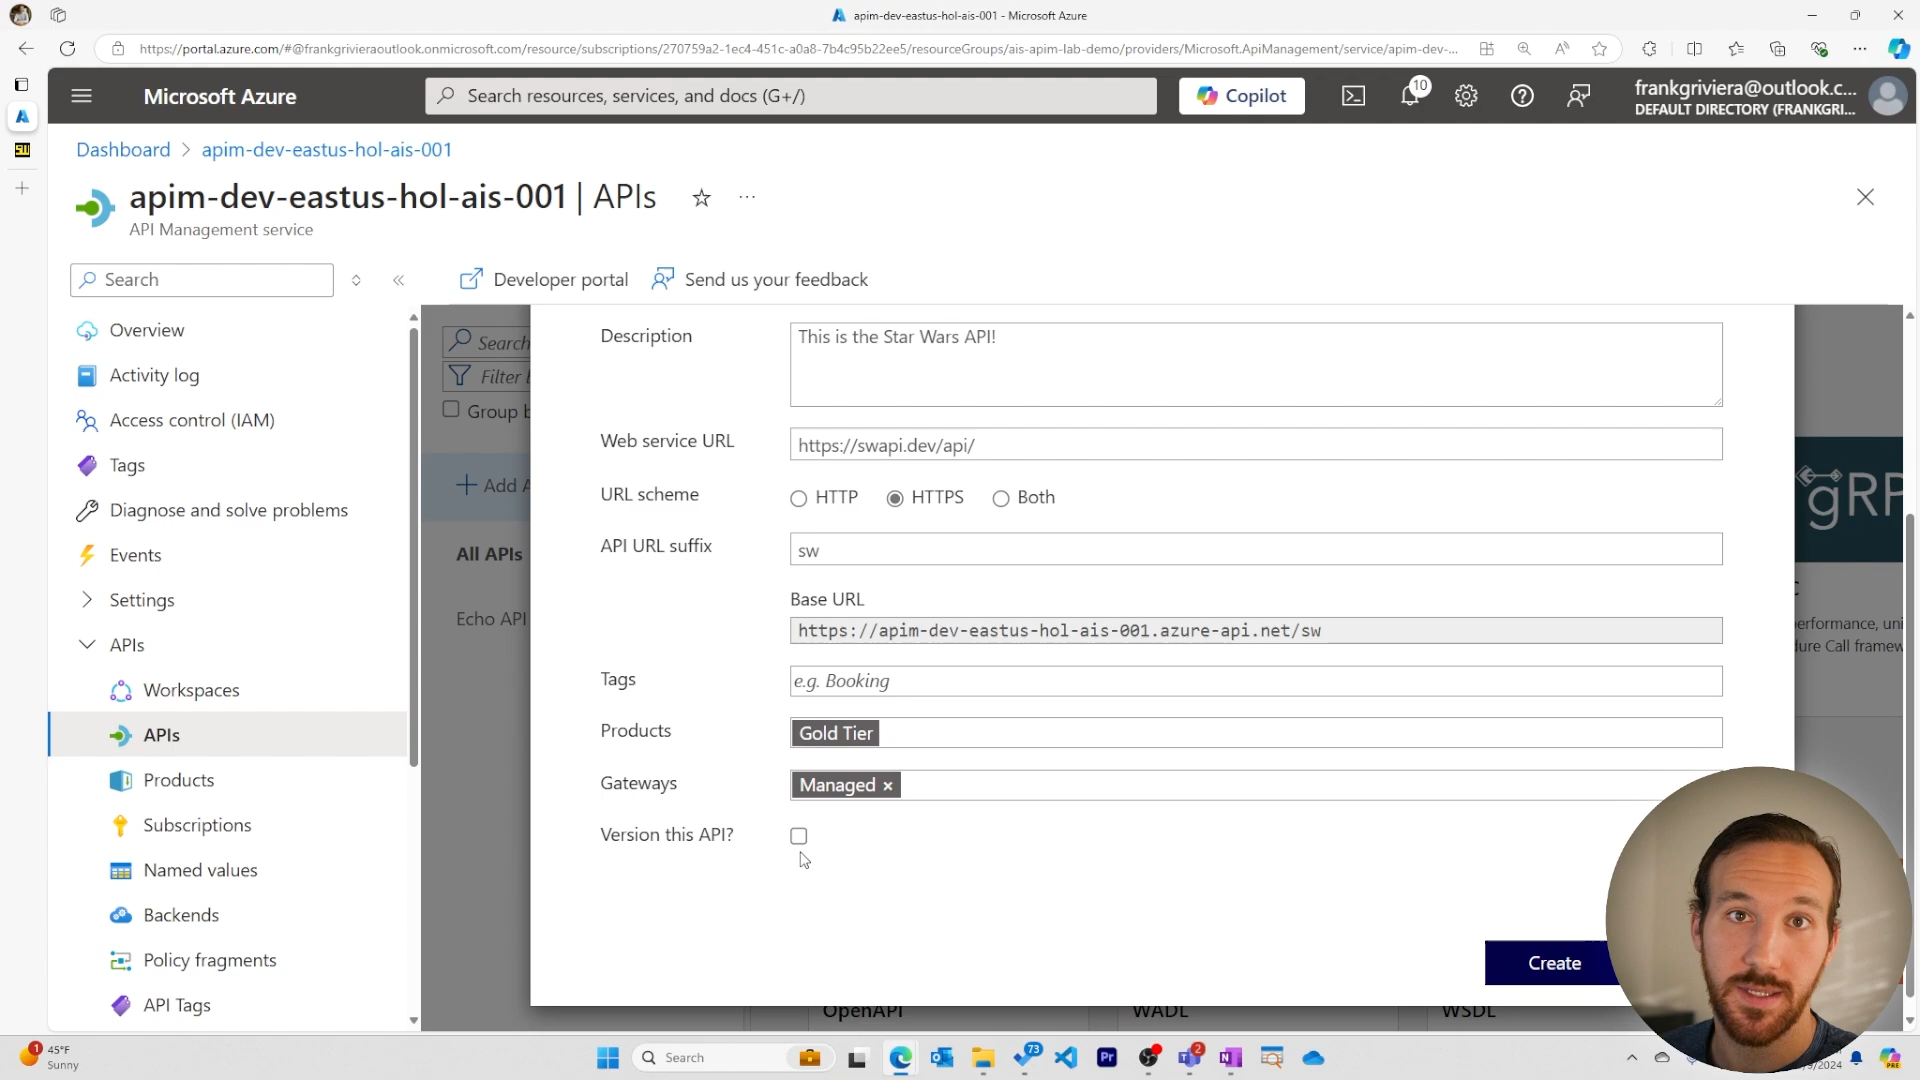 apim-dev-eastus-hol-ais-001 - Microsoft Azure
https://portal.azure.com/#@frankgrivieraoutlook.onmicrosoft.com/resource/subscriptions/270759a2-1ec4-451c-a0a8-7b4c95b22ee5/resourceGroups/ais-apim-lab-demo/providers/Microsoft.ApiManagement/service/apim-dev-...
Microsoft Azure
Search resources, services, and docs (G+/)
Copilot
10
frankgriviera@outlook.c...
DEFAULT DIRECTORY (FRANKGRI...
Dashboard > apim-dev-eastus-hol-ais-001
apim-dev-eastus-hol-ais-001 | APIs
API Management service
Search
Developer portal
Send us your feedback
Overview
Activity log
Access control (IAM)
Tags
Diagnose and solve problems
Events
Settings
APIs
Workspaces
APIs
Products
Subscriptions
Named values
Backends
Policy fragments
API Tags
Search
Filter
Group
Add
All APIs
Echo API
Description
This is the Star Wars API!
Web service URL
https://swapi.dev/api/
URL scheme
HTTP
HTTPS
Both
API URL suffix
sw
Base URL
https://apim-dev-eastus-hol-ais-001.azure-api.net/sw
Tags
e.g. Booking
Products
Gold Tier
Gateways
Managed ×
Version this API?
Create
gRP
erformance, uni
dure Call framew
OpenAPI
WADL
WSDL
1
45°F
Sunny
Search
73
2
/9/2024